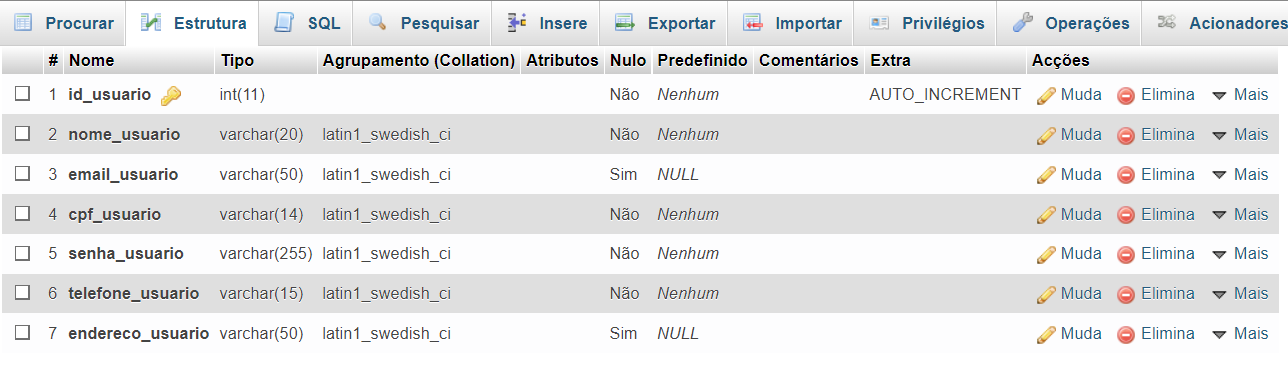 Procurar Estrutura SQL Pesquisar Insere Exportar Importar Privilégios Operações Acionadores
# Nome Tipo Agrupamento (Collation) Atributos Nulo Predefinido Comentários Extra Acções
1 id_usuario int(11) Não Nenhum AUTO_INCREMENT Muda Elimina Mais
2 nome_usuario varchar(20) latin1_swedish_ci Não Nenhum Muda Elimina Mais
3 email_usuario varchar(50) latin1_swedish_ci Sim NULL Muda Elimina Mais
4 cpf_usuario varchar(14) latin1_swedish_ci Não Nenhum Muda Elimina Mais
5 senha_usuario varchar(255) latin1_swedish_ci Não Nenhum Muda Elimina Mais
6 telefone_usuario varchar(15) latin1_swedish_ci Não Nenhum Muda Elimina Mais
7 endereco_usuario varchar(50) latin1_swedish_ci Sim NULL Muda Elimina Mais